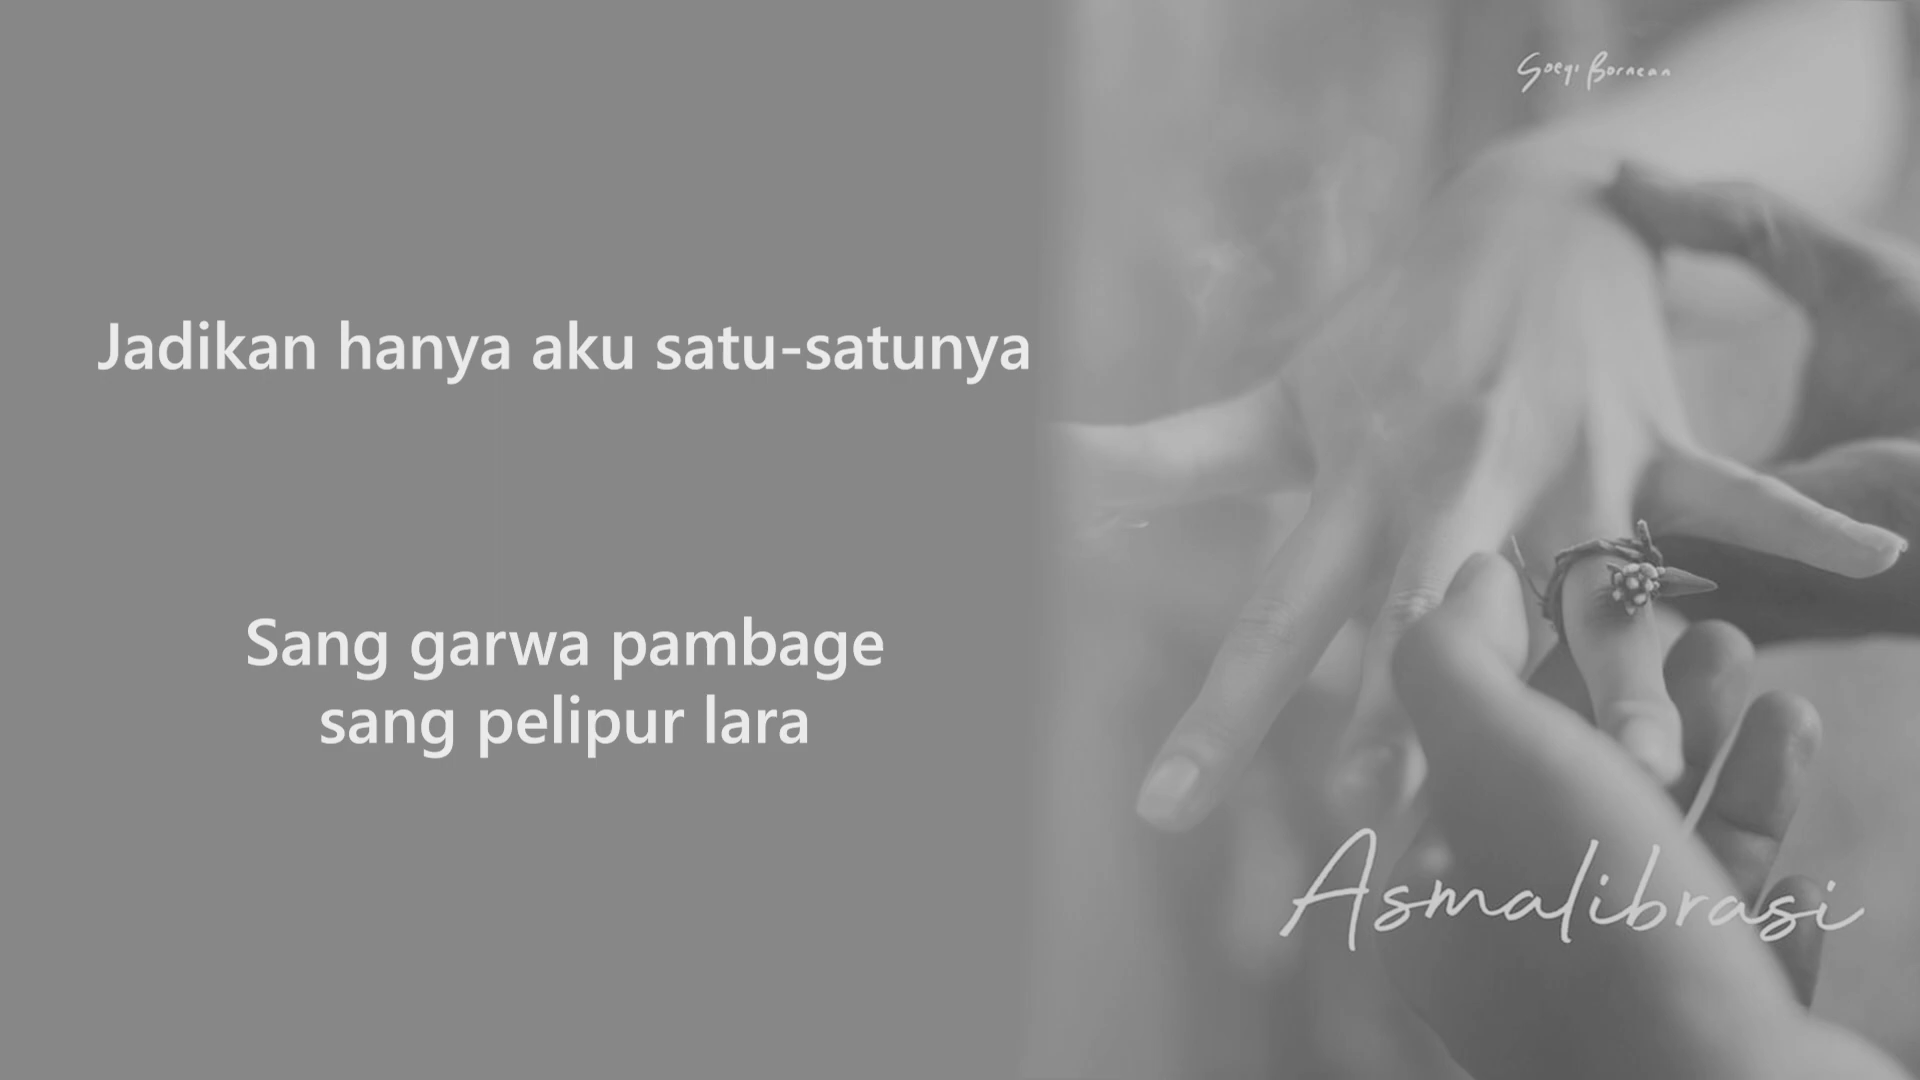 Soegi Bornean
Jadikan hanya aku satu-satunya
Sang garwa pambage
sang pelipur lara
Asmalibrasi